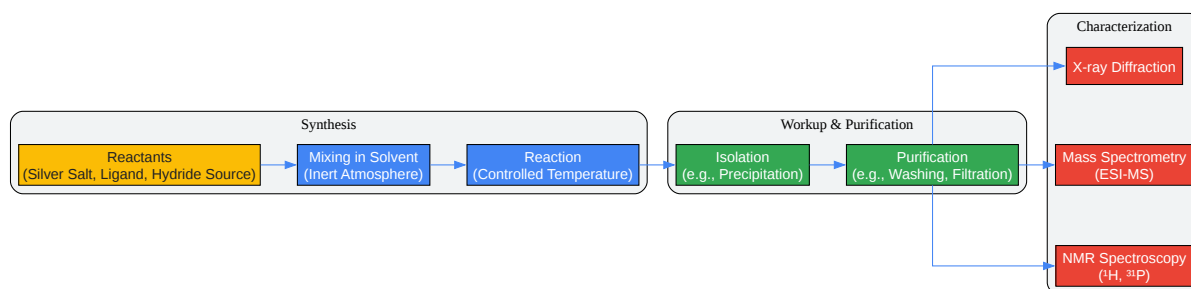 Synthesis
Reactants
(Silver Salt, Ligand, Hydride Source)
Mixing in Solvent
(Inert Atmosphere)
Reaction
(Controlled Temperature)
Workup & Purification
Isolation
(e.g., Precipitation)
Purification
(e.g., Washing, Filtration)
Characterization
X-ray Diffraction
Mass Spectrometry
(ESI-MS)
NMR Spectroscopy
(¹H, ³¹P)